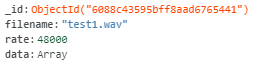 _id: ObjectId("6088c43595bff8aad6765441")
filename: "test1.wav"
rate: 48000
data: Array